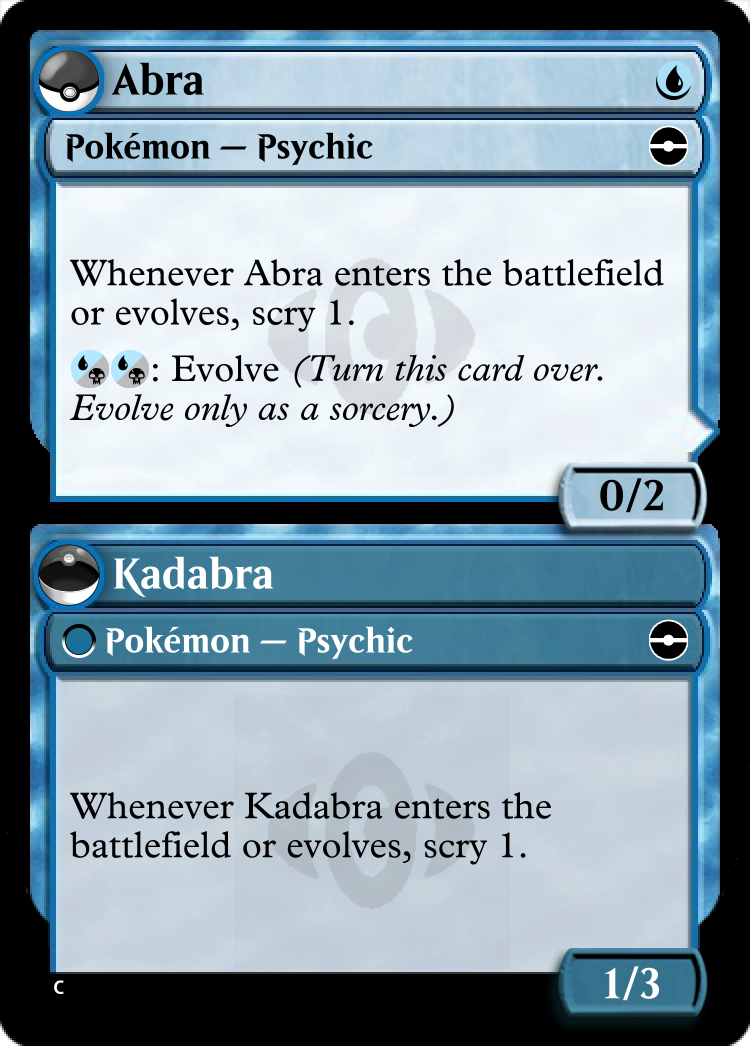 Abra
Pokémon — Psychic
Whenever Abra enters the battlefield
or evolves, scry 1.
: Evolve (Turn this card over.
Evolve only as a sorcery.)
0/2
Kadabra
Pokémon — Psychic
Whenever Kadabra enters the
battlefield or evolves, scry 1.
1/3
C